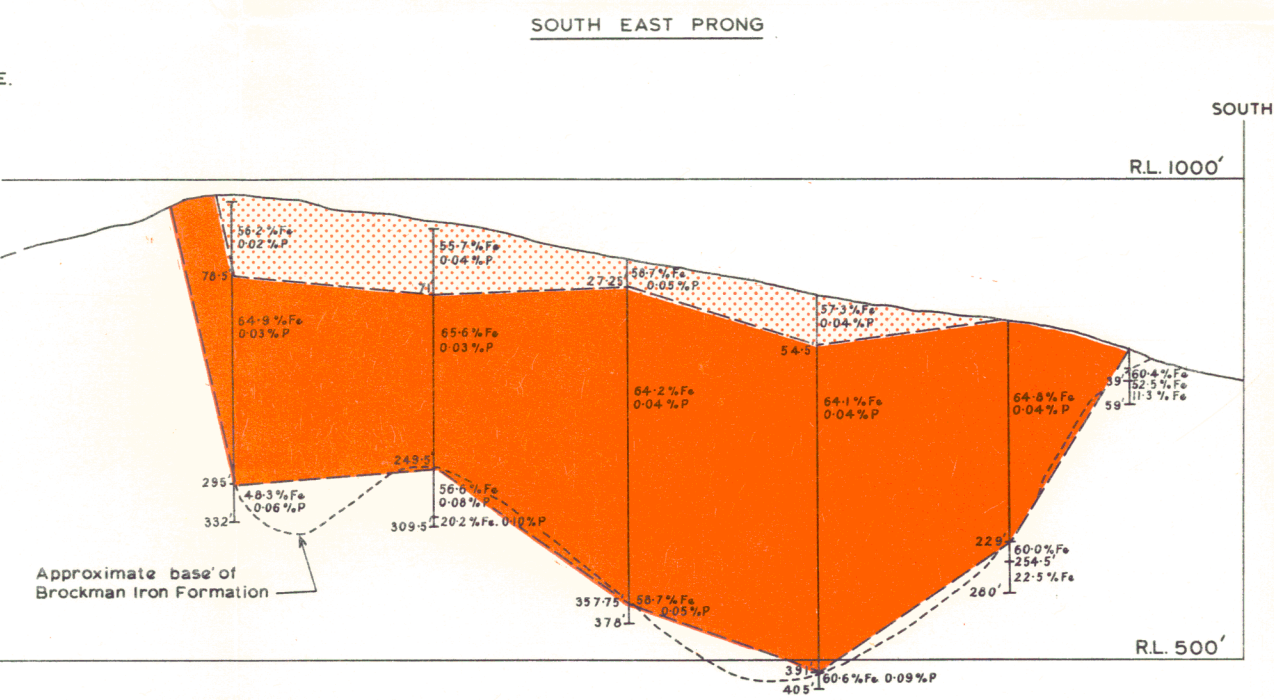 SOUTH EAST PRONG
E.
SOUTH
R.L. 1000'
56.2%Fe
0.02%P
78.5'
64.9%Fe
0.03%P
295'
48.3%Fe
0.06%P
332'
55.7%Fe
0.04%P
71'
65.6%Fe
0.03%P
249.5'
56.6%Fe
0.08%P
309.5'
20.2%Fe. 0.10%P
58.7%Fe
0.05%P
27.25'
64.2%Fe
0.04%P
357.75'
58.7%Fe
0.05%P
378'
57.3%Fe
0.04%P
54.5'
64.1%Fe
0.04%P
391'
60.6%Fe 0.09%P
405'
64.8%Fe
0.04%P
229'
60.0%Fe
254.5'
22.5%Fe
280'
60.4%Fe
39'
52.5%Fe
11.3%Fe
59'
Approximate base of
Brockman Iron Formation
R.L. 500'